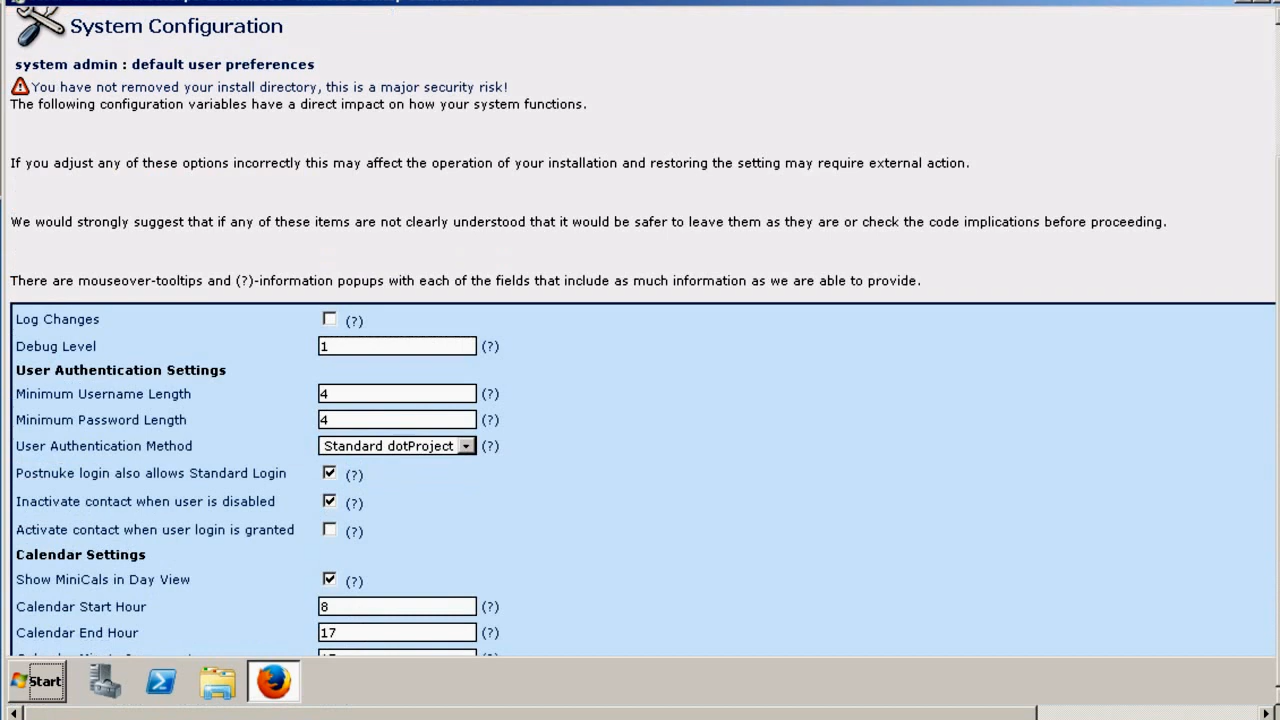 System Configuration
system admin : default user preferences
You have not removed your install directory, this is a major security risk!
The following configuration variables have a direct impact on how your system functions.
If you adjust any of these options incorrectly this may affect the operation of your installation and restoring the setting may require external action.
We would strongly suggest that if any of these items are not clearly understood that it would be safer to leave them as they are or check the code implications before proceeding.
There are mouseover-tooltips and (?)-information popups with each of the fields that include as much information as we are able to provide.
Log Changes (?)
Debug Level 1 (?)
User Authentication Settings
Minimum Username Length 4 (?)
Minimum Password Length 4 (?)
User Authentication Method Standard dotProject (?)
Postnuke login also allows Standard Login (?)
Inactivate contact when user is disabled (?)
Activate contact when user login is granted (?)
Calendar Settings
Show MiniCals in Day View (?)
Calendar Start Hour 8 (?)
Calendar End Hour 17 (?)
Start